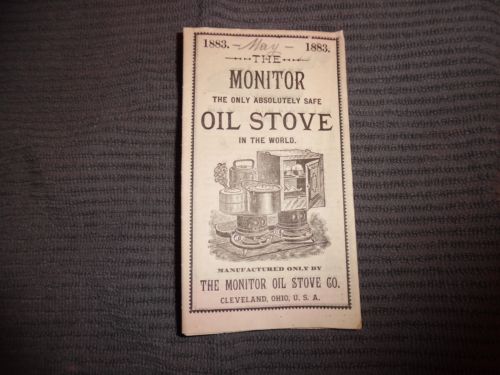 1883. — May — 1883.
THE
MONITOR
THE ONLY ABSOLUTELY SAFE
OIL STOVE
IN THE WORLD.
MANUFACTURED ONLY BY
THE MONITOR OIL STOVE CO.
CLEVELAND, OHIO, U. S. A.